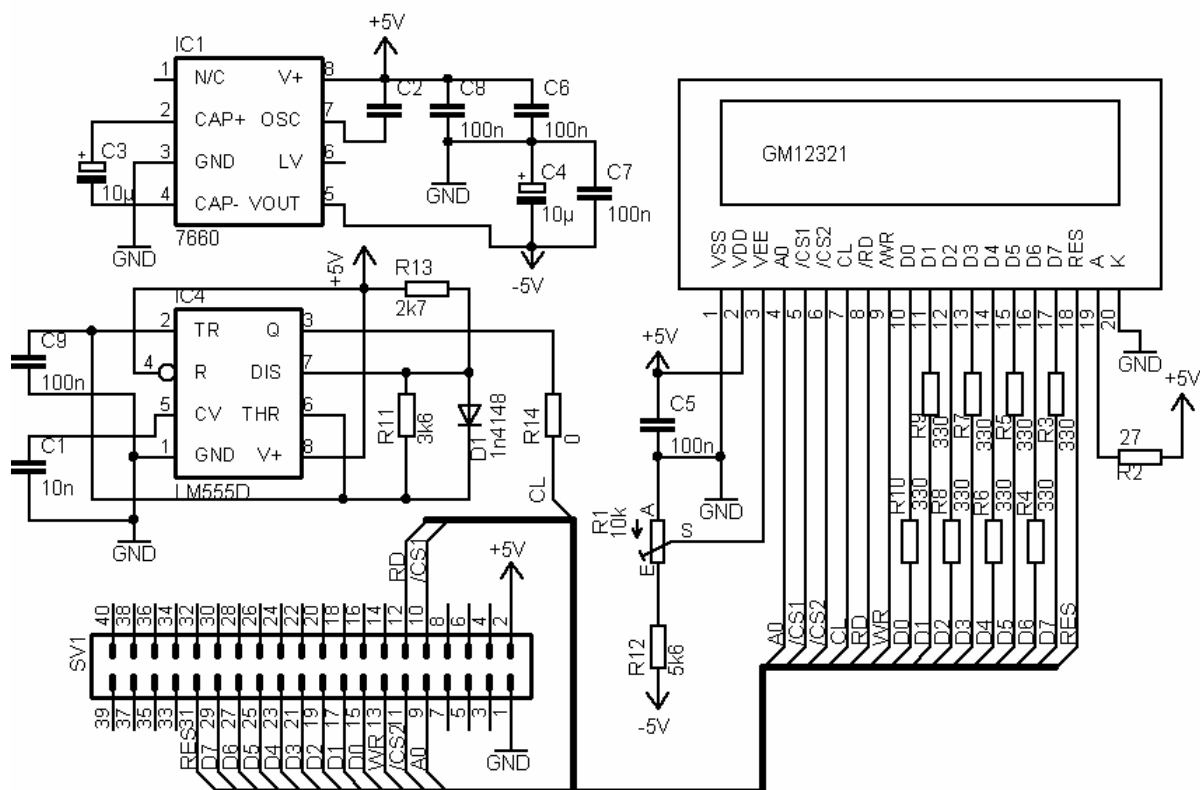 +5V
IC1
1 N/C V+ 8
2 CAP+ OSC 7
3 GND LV 6
4 CAP- VOUT 5
7660
C3
+
10µ
GND
C2
C8
100n
C6
100n
GND
+
C4
10µ
C7
100n
-5V
+5V
R13
2k7
IC4
2 TR Q 3
4 R DIS 7
5 CV THR 6
1 GND V+ 8
LM555D
C9
100n
C1
10n
GND
R11
3k6
D1
1n4148
R14
0
CL
GM12321
VSS
VDD
VEE
A0
/CS1
/CS2
CL
/RD
/WR
D0
D1
D2
D3
D4
D5
D6
D7
RES
A
K
1 2 3 4 5 6 7 8 9 10 11 12 13 14 15 16 17 18 19 20
GND
+5V
27
R2
+5V
C5
100n
GND
R1
10k
A
S
E
R12
5k6
-5V
R9 330
R7 330
R5 330
R3 330
R10 330
R8 330
R6 330
R4 330
A0
/CS1
/CS2
CL
RD
WR
D0
D1
D2
D3
D4
D5
D6
D7
RES
RD
/CS1
+5V
40 38 36 34 32 30 28 26 24 22 20 18 16 14 12 10 8 6 4 2
SV1
39 37 35 33 31 29 27 25 23 21 19 17 15 13 11 9 7 5 3 1
RES
D7
D6
D5
D4
D3
D2
D1
D0
WR
/CS2
A0
GND